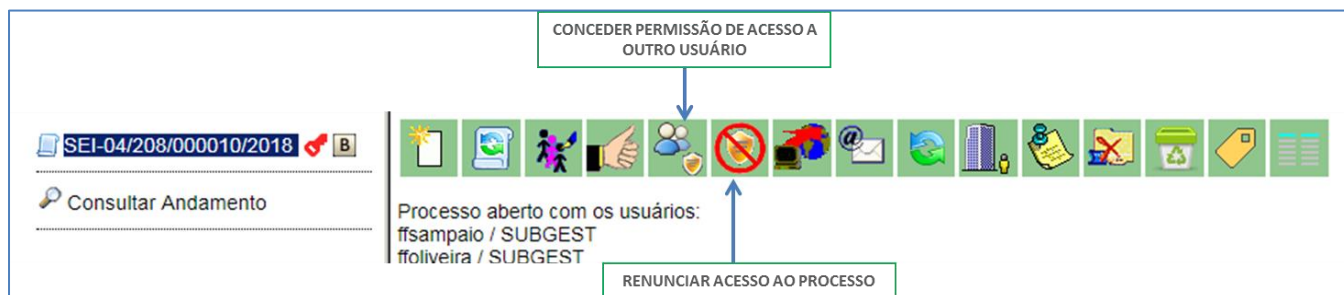 CONCEDER PERMISSÃO DE ACESSO A
OUTRO USUÁRIO
SEI-04/208/000010/2018 B
Consultar Andamento
Processo aberto com os usuários:
ffsampaio / SUBGEST
ffoliveira / SUBGEST
RENUNCIAR ACESSO AO PROCESSO